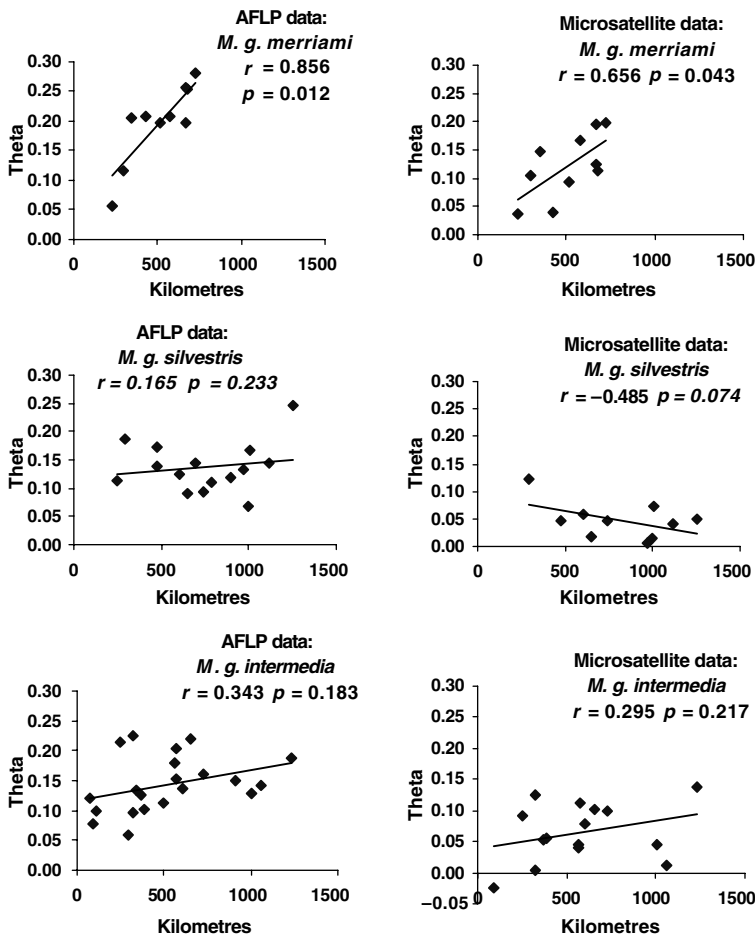 AFLP data:
M. g. merriami
r = 0.856
p = 0.012
0.30
0.25
0.20
0.15
0.10
0.05
0.00
Theta
0 500 1000 1500
Kilometres
Microsatellite data:
M. g. merriami
r = 0.656 p = 0.043
0.30
0.25
0.20
0.15
0.10
0.05
0.00
Theta
0 500 1000 1500
Kilometres
AFLP data:
M. g. silvestris
r = 0.165 p = 0.233
0.30
0.25
0.20
0.15
0.10
0.05
0.00
Theta
0 500 1000 1500
Kilometres
Microsatellite data:
M. g. silvestris
r = −0.485 p = 0.074
0.30
0.25
0.20
0.15
0.10
0.05
0.00
Theta
0 500 1000 1500
Kilometres
AFLP data:
M . g. intermedia
r = 0.343 p = 0.183
0.30
0.25
0.20
0.15
0.10
0.05
0.00
Theta
0 500 1000 1500
Kilometres
Microsatellite data:
M. g. intermedia
r = 0.295 p = 0.217
0.30
0.25
0.20
0.15
0.10
0.05
0.00
−0.05
Theta
0 500 1000 1500
Kilometres